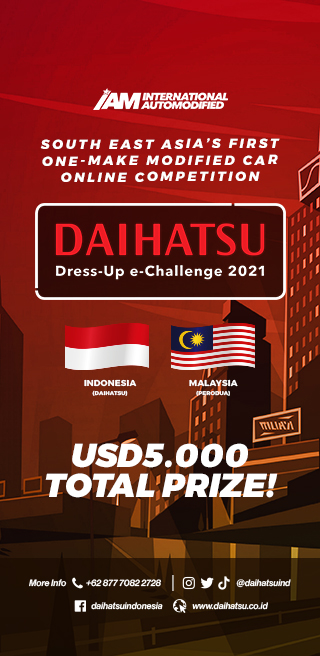 IAM INTERNATIONAL
AUTOMODIFIED
SOUTH EAST ASIA'S FIRST
ONE-MAKE MODIFIED CAR
ONLINE COMPETITION
DAIHATSU
Dress-Up e-Challenge 2021
INDONESIA
(DAIHATSU)
MALAYSIA
(PERODUA)
USD5.000
TOTAL PRIZE!
More Info +62 877 7082 2728 | @daihatsuind
daihatsuindonesia www.daihatsu.co.id